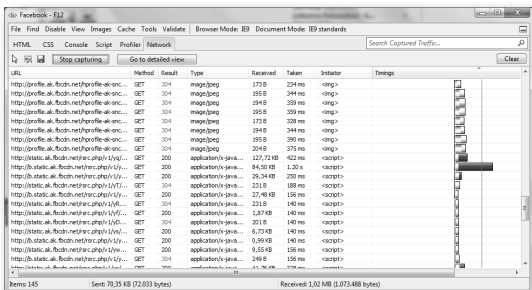 Facebook - F12
File Find Disable View Images Cache Tools Validate Browser Mode: IE9 Document Mode: IE9 standards
HTML CSS Console Script Profiler Network Search Captured Traffic...
Stop capturing Go to detailed view Clear
URL Method Result Type Received Taken Initiator Timings
http://profile.ak.fbcdn.net/hprofile-ak-snc... GET 304 image/jpeg 173 B 234 ms <img>
http://profile.ak.fbcdn.net/hprofile-ak-snc... GET 304 image/jpeg 195 B 344 ms <img>
http://profile.ak.fbcdn.net/hprofile-ak-snc... GET 304 image/jpeg 194 B 359 ms <img>
http://profile.ak.fbcdn.net/hprofile-ak-snc... GET 304 image/jpeg 195 B 359 ms <img>
http://profile.ak.fbcdn.net/hprofile-ak-snc... GET 304 image/jpeg 173 B 328 ms <img>
http://profile.ak.fbcdn.net/hprofile-ak-snc... GET 304 image/jpeg 194 B 344 ms <img>
http://profile.ak.fbcdn.net/hprofile-ak-snc... GET 304 image/jpeg 195 B 390 ms <img>
http://profile.ak.fbcdn.net/hprofile-ak-snc... GET 304 image/jpeg 204 B 375 ms <img>
http://static.ak.fbcdn.net/rsrc.php/v1/yq/... GET 200 application/x-java... 127,72 KB 422 ms <script>
http://b.static.ak.fbcdn.net/rsrc.php/v1/y... GET 200 application/x-java... 84,50 KB 1.20 s <script>
http://b.static.ak.fbcdn.net/rsrc.php/v1/y... GET 200 application/x-java... 29,34 KB 250 ms <script>
http://static.ak.fbcdn.net/rsrc.php/v1/yT/... GET 304 application/x-java... 231 B 188 ms <script>
http://b.static.ak.fbcdn.net/rsrc.php/v1/y... GET 200 application/x-java... 27,48 KB 156 ms <script>
http://static.ak.fbcdn.net/rsrc.php/v1/yR... GET 304 application/x-java... 231 B 140 ms <script>
http://static.ak.fbcdn.net/rsrc.php/v1/yf/... GET 200 application/x-java... 1,87 KB 140 ms <script>
http://static.ak.fbcdn.net/rsrc.php/v1/yD... GET 304 application/x-java... 201 B 140 ms <script>
http://static.ak.fbcdn.net/rsrc.php/v1/ys/... GET 200 application/x-java... 6,73 KB 140 ms <script>
http://b.static.ak.fbcdn.net/rsrc.php/v1/y... GET 200 application/x-java... 0,99 KB 140 ms <script>
http://static.ak.fbcdn.net/rsrc.php/v1/yw... GET 200 application/x-java... 9,55 KB 156 ms <script>
http://b.static.ak.fbcdn.net/rsrc.php/v1/y... GET 304 application/x-java... 249 B 156 ms <script>
Items: 145 Sent: 70,35 KB (72.033 bytes) Received: 1,02 MB (1.073.488 bytes)